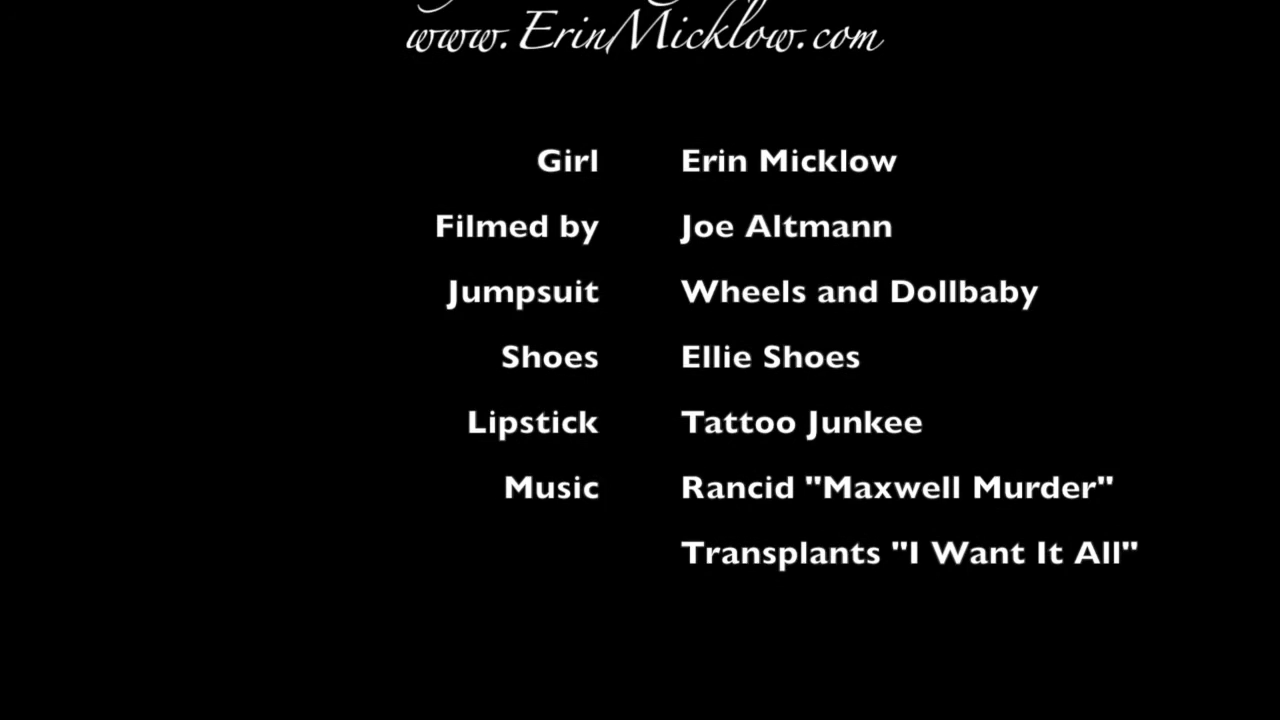 www.ErinMicklow.com
Girl Erin Micklow
Filmed by Joe Altmann
Jumpsuit Wheels and Dollbaby
Shoes Ellie Shoes
Lipstick Tattoo Junkee
Music Rancid "Maxwell Murder"
Transplants "I Want It All"